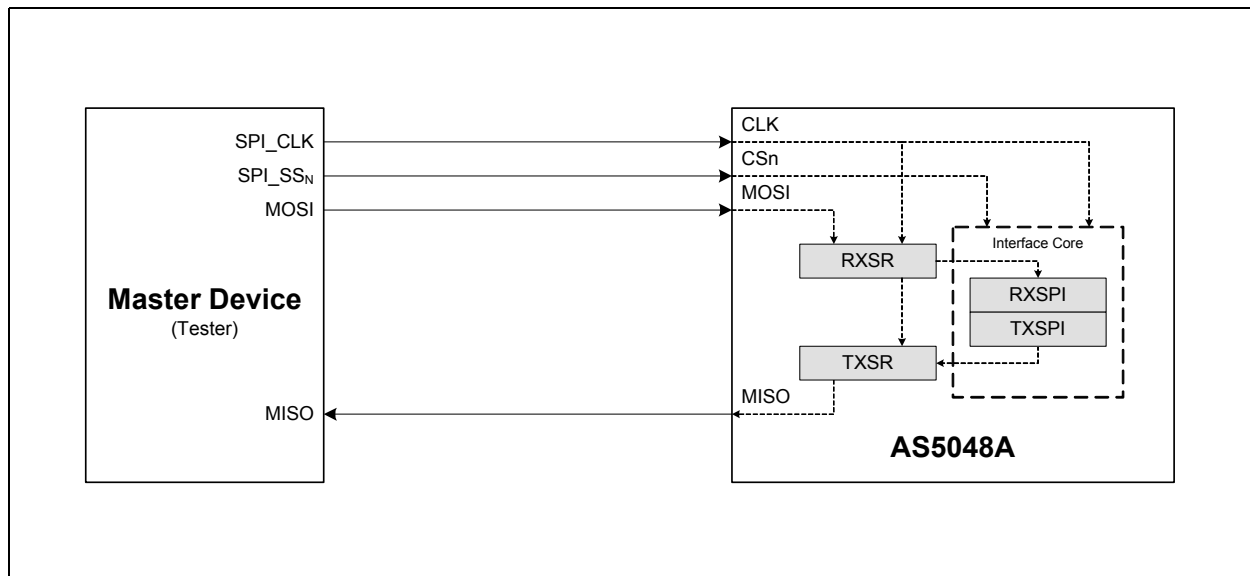 SPI_CLK
SPI_SSN
MOSI
Master Device
(Tester)
MISO
CLK
CSn
MOSI
Interface Core
RXSR
RXSPI
TXSPI
TXSR
MISO
AS5048A